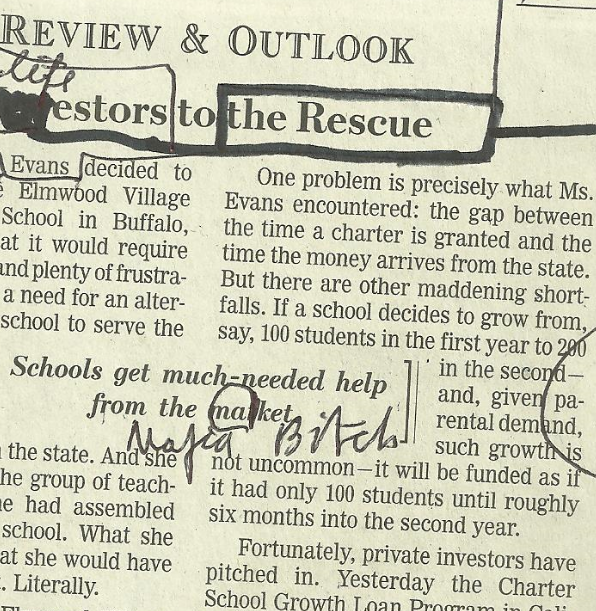 REVIEW & OUTLOOK
life
estors to the Rescue
Evans decided to
Elmwood Village
School in Buffalo,
at it would require
and plenty of frustra-
a need for an alter-
school to serve the
Schools get much-needed help
from the market
Mafia Bitch
the state. And she
he group of teach-
e had assembled
school. What she
at she would have
. Literally.
One problem is precisely what Ms.
Evans encountered: the gap between
the time a charter is granted and the
time the money arrives from the state.
But there are other maddening short-
falls. If a school decides to grow from,
say, 100 students in the first year to 200
in the second—
and, given pa-
rental demand,
such growth is
not uncommon—it will be funded as if
it had only 100 students until roughly
six months into the second year.
Fortunately, private investors have
pitched in. Yesterday the Charter
School Growth Loan Program in Cali